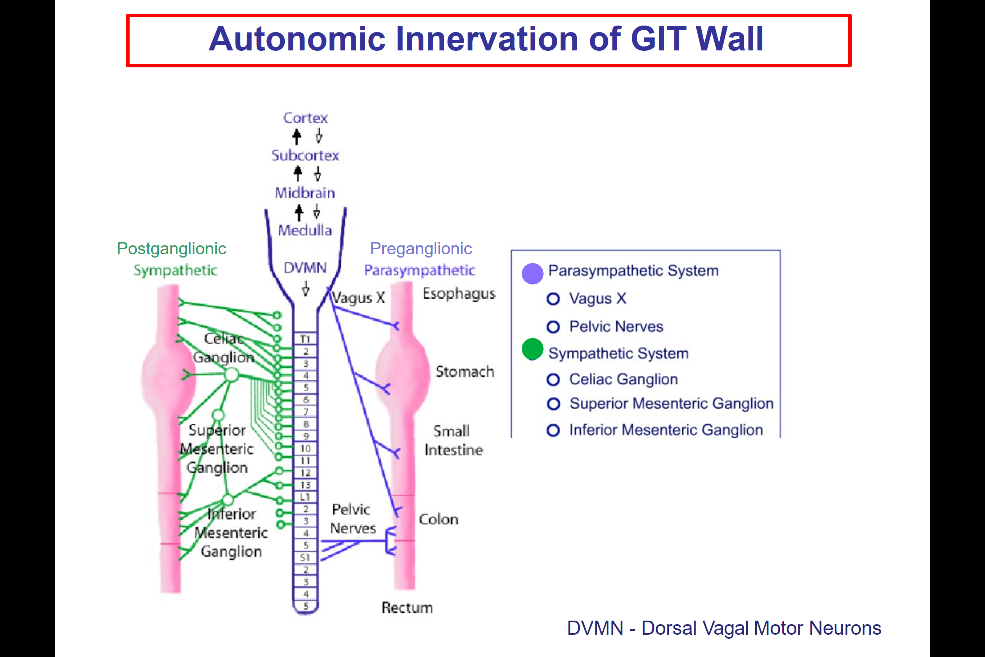 Autonomic Innervation of GIT Wall
Cortex
Subcortex
Midbrain
Medulla
DVMN
Postganglionic
Sympathetic
Preganglionic
Parasympathetic
Vagus X
Esophagus
Celiac
Ganglion
Stomach
Superior
Mesenteric
Ganglion
Small
Intestine
Inferior
Mesenteric
Ganglion
Pelvic
Nerves
Colon
Rectum
T1
2
3
4
5
6
7
8
9
10
11
12
13
L1
2
3
4
5
S1
2
3
4
5
Parasympathetic System
Vagus X
Pelvic Nerves
Sympathetic System
Celiac Ganglion
Superior Mesenteric Ganglion
Inferior Mesenteric Ganglion
DVMN - Dorsal Vagal Motor Neurons